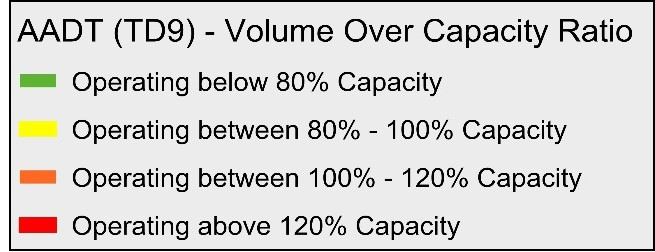 AADT (TD9) - Volume Over Capacity Ratio
Operating below 80% Capacity
Operating between 80% - 100% Capacity
Operating between 100% - 120% Capacity
Operating above 120% Capacity